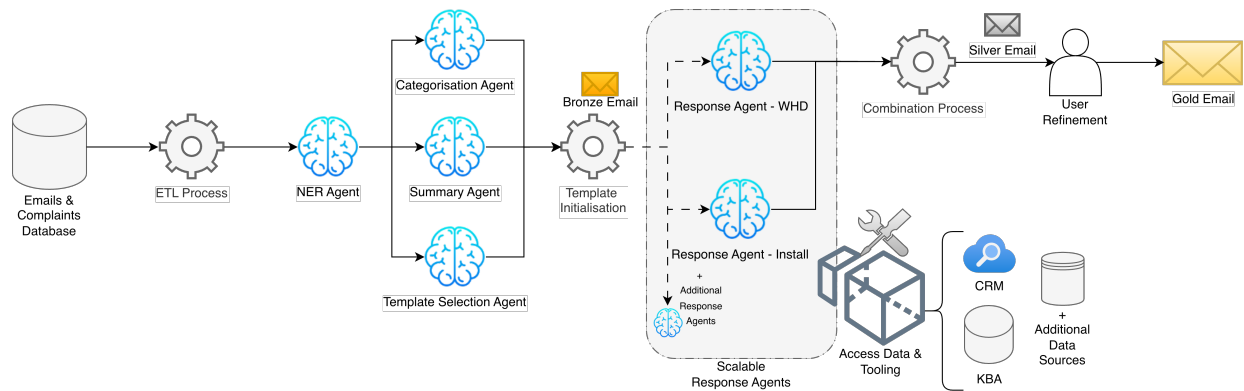 Emails &
Complaints
Database
ETL Process
NER Agent
Categorisation Agent
Summary Agent
Template Selection Agent
Bronze Email
Template
Initialisation
Response Agent - WHD
Response Agent - Install
+
Additional
Response
Agents
Scalable
Response Agents
Combination Process
Silver Email
User
Refinement
Gold Email
Access Data &
Tooling
CRM
KBA
+
Additional
Data
Sources